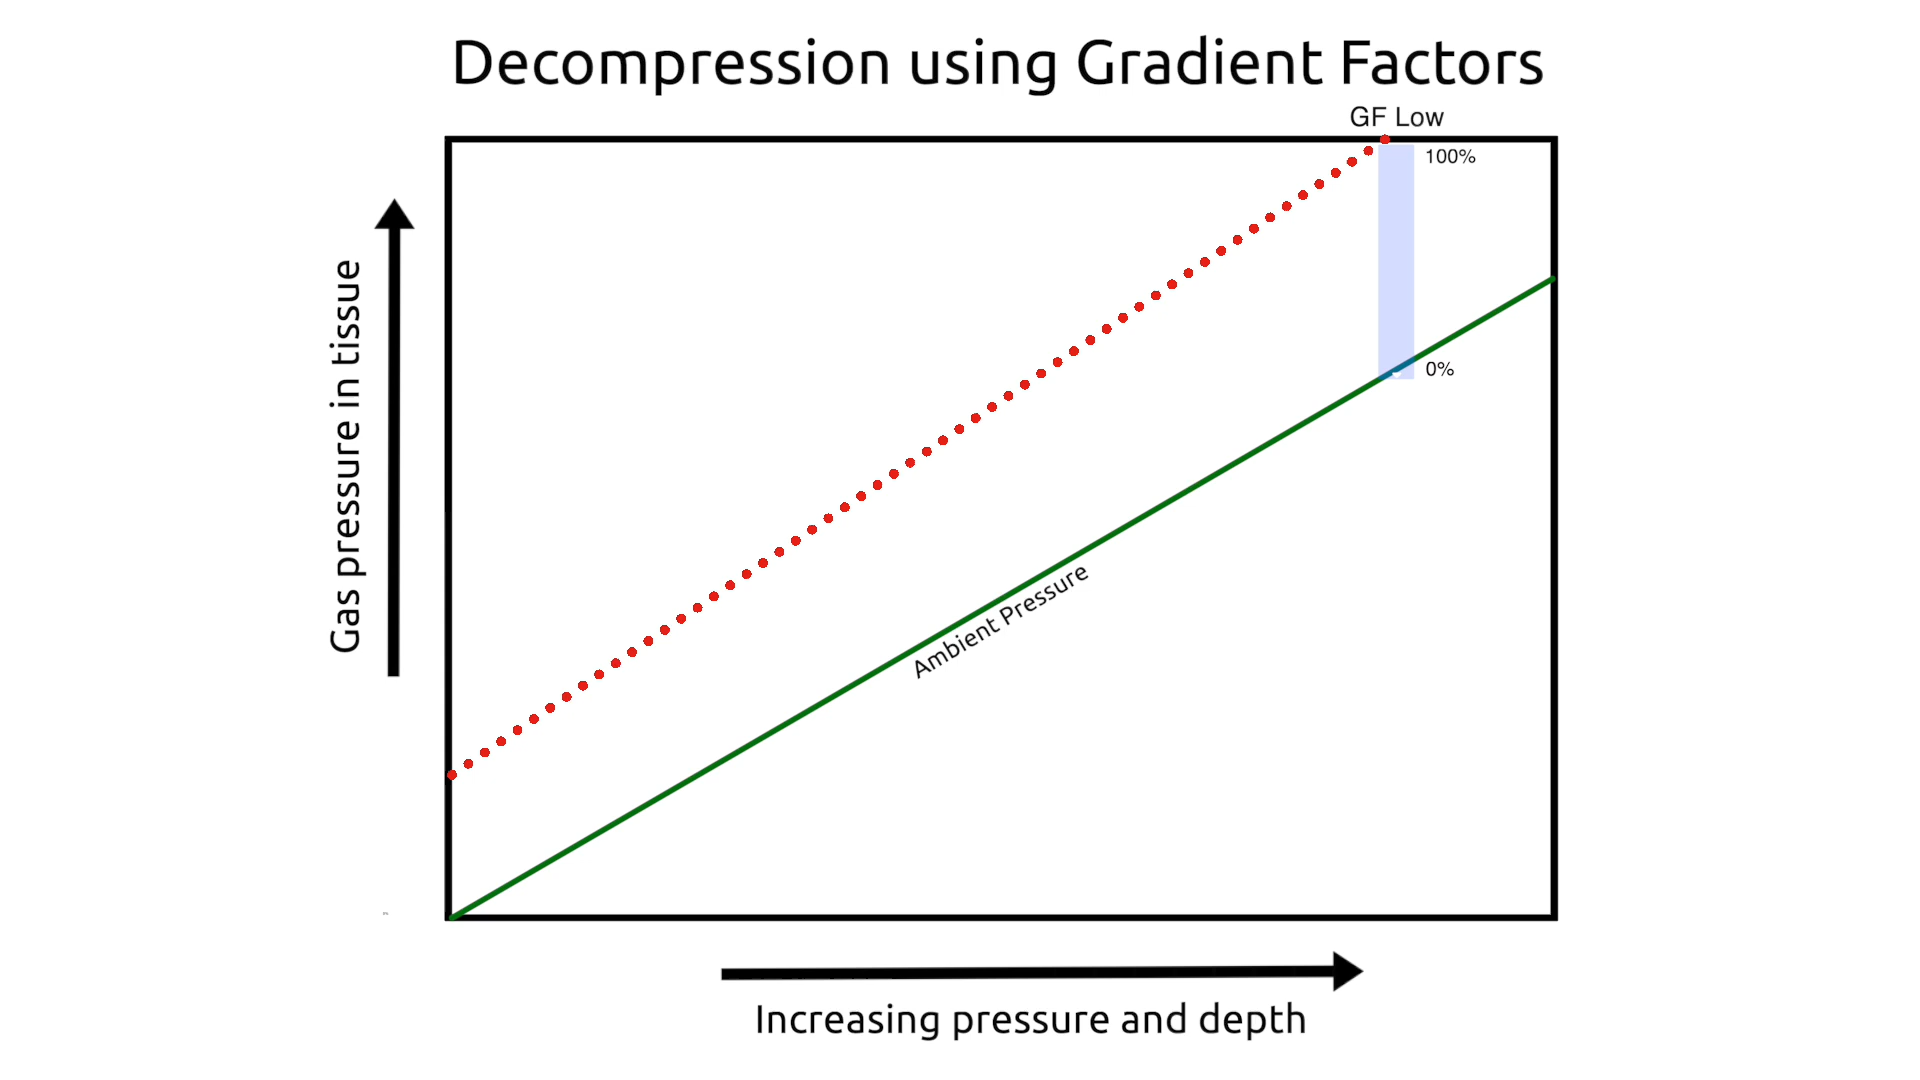 Decompression using Gradient Factors
GF Low
100%
0%
Gas pressure in tissue
Ambient Pressure
Increasing pressure and depth